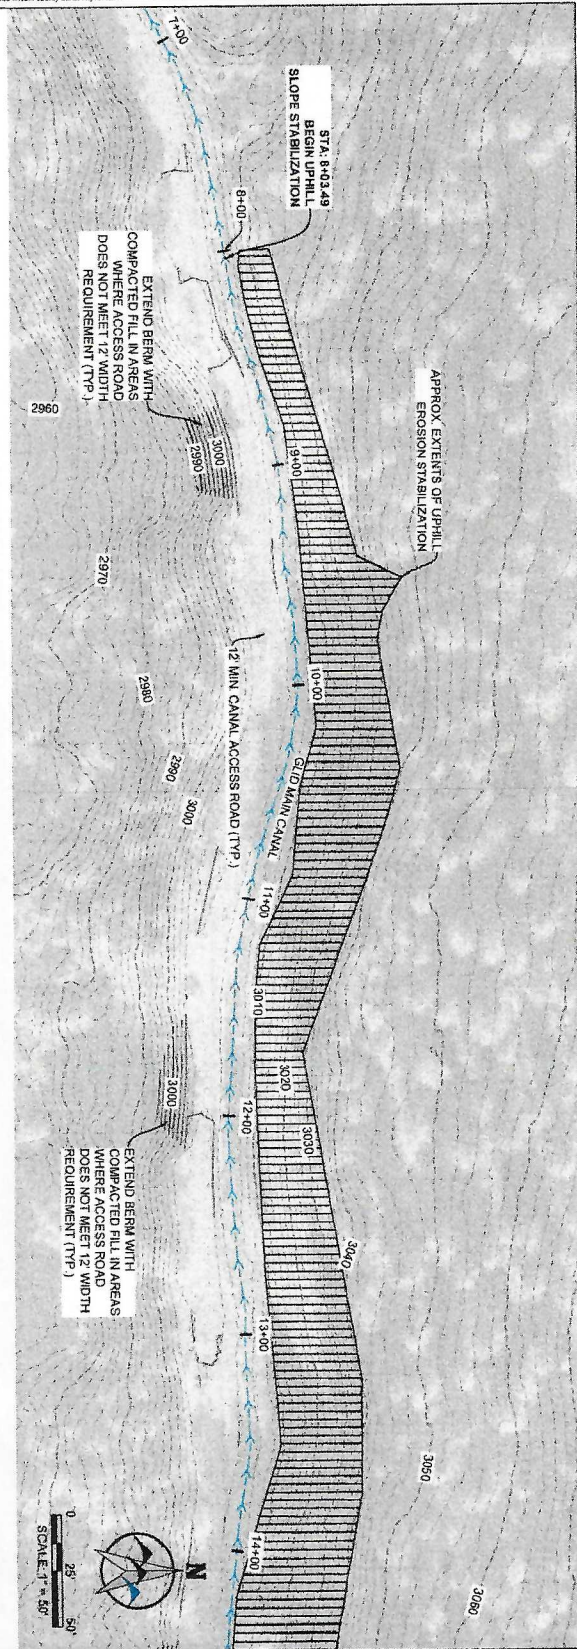 7+00
STA: 8+03.49
BEGIN UPHILL
SLOPE STABILIZATION
8+00
EXTEND BERM WITH
COMPACTED FILL IN AREAS
WHERE ACCESS ROAD
DOES NOT MEET 12' WIDTH
REQUIREMENT (TYP.)
2960
3000
2990
9+00
APPROX. EXTENTS OF UPHILL
EROSION STABILIZATION
2970
12' MIN. CANAL ACCESS ROAD (TYP.)
10+00
2980
GLID MAIN CANAL
2990
3000
11+00
3010
3020
3030
3000
12+00
EXTEND BERM WITH
COMPACTED FILL IN AREAS
WHERE ACCESS ROAD
DOES NOT MEET 12' WIDTH
REQUIREMENT (TYP.)
3040
13+00
3050
14+00
3060
N
0 25' 50'
SCALE: 1" = 50'